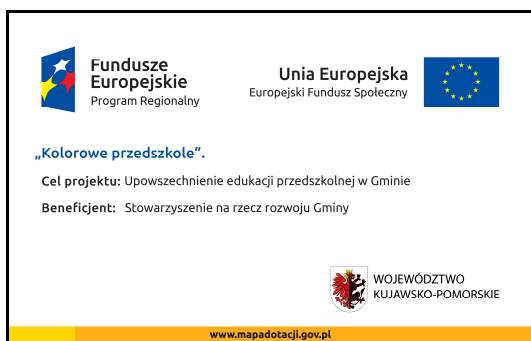 Fundusze
Europejskie
Program Regionalny
Unia Europejska
Europejski Fundusz Społeczny
„Kolorowe przedszkole”.
Cel projektu: Upowszechnienie edukacji przedszkolnej w Gminie
Beneficjent: Stowarzyszenie na rzecz rozwoju Gminy
WOJEWÓDZTWO
KUJAWSKO-POMORSKIE
www.mapadotacji.gov.pl